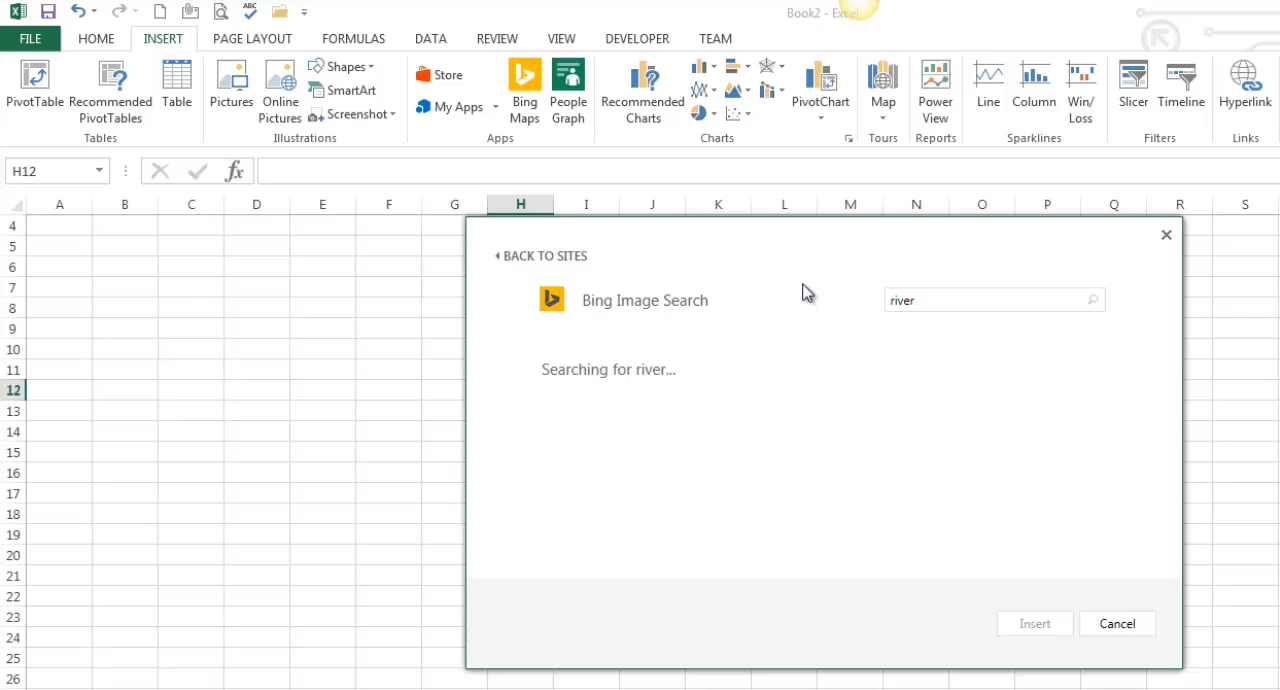 Book2 - Excel
FILE HOME INSERT PAGE LAYOUT FORMULAS DATA REVIEW VIEW DEVELOPER TEAM
PivotTable
Recommended
PivotTables
Table
Tables
Pictures
Online
Pictures
Shapes
SmartArt
Screenshot
Illustrations
Store
My Apps
Bing
Maps
People
Graph
Apps
Recommended
Charts
PivotChart
Charts
Map
Tours
Power
View
Reports
Line
Column
Win/
Loss
Sparklines
Slicer
Timeline
Filters
Hyperlink
Links
H12
fx
A B C D E F G H I J K L M N O P Q R S
4
5
6
7
8
9
10
11
12
13
14
15
16
17
18
19
20
21
22
23
24
25
26
BACK TO SITES
Bing Image Search
river
Searching for river...
Insert
Cancel